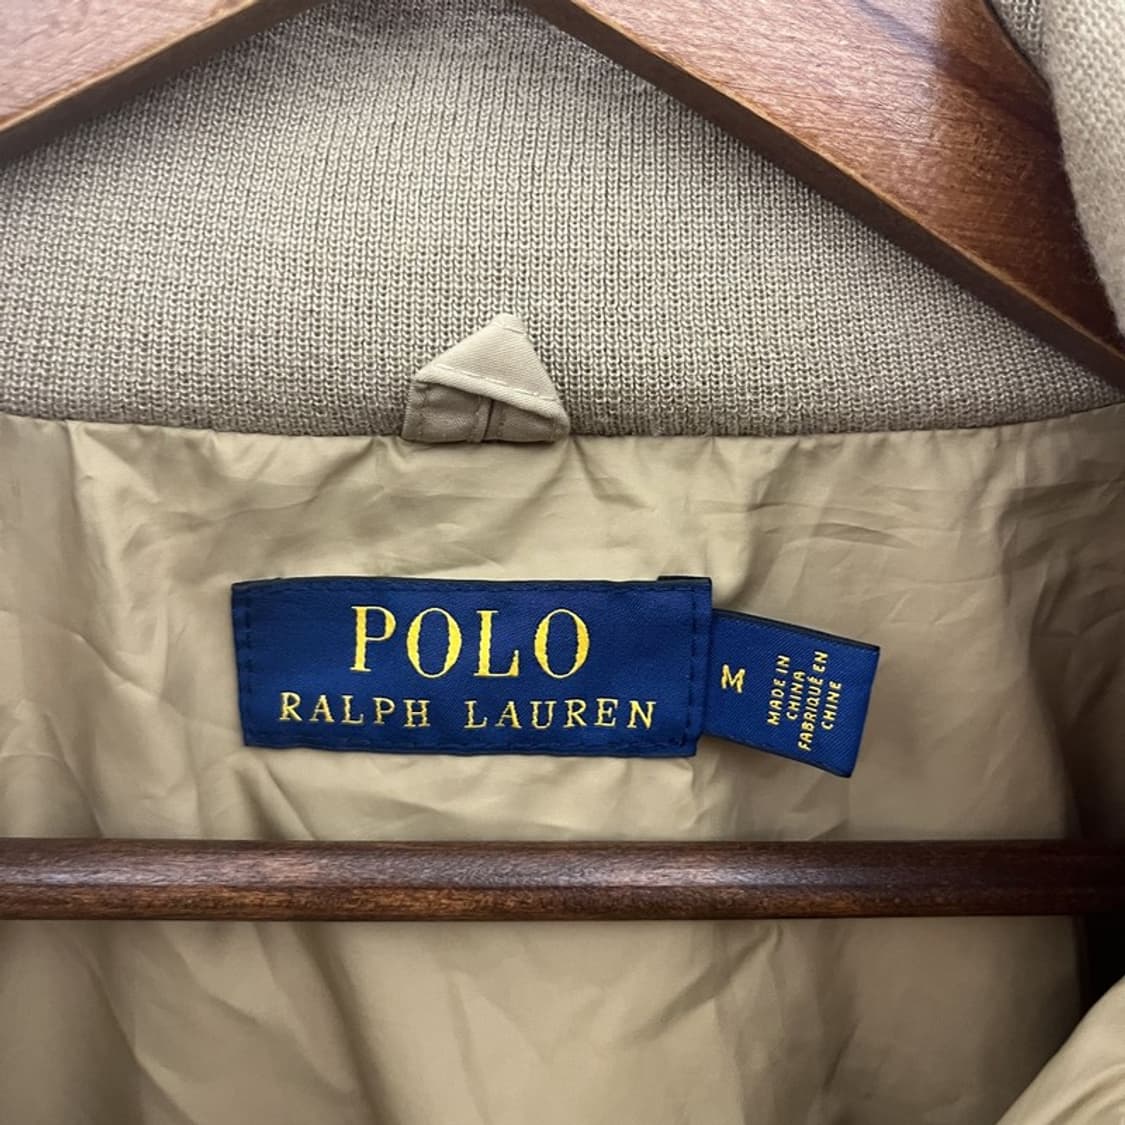 POLO
RALPH LAUREN
M
MADE IN
CHINA
FABRIQUÉ EN
CHINE